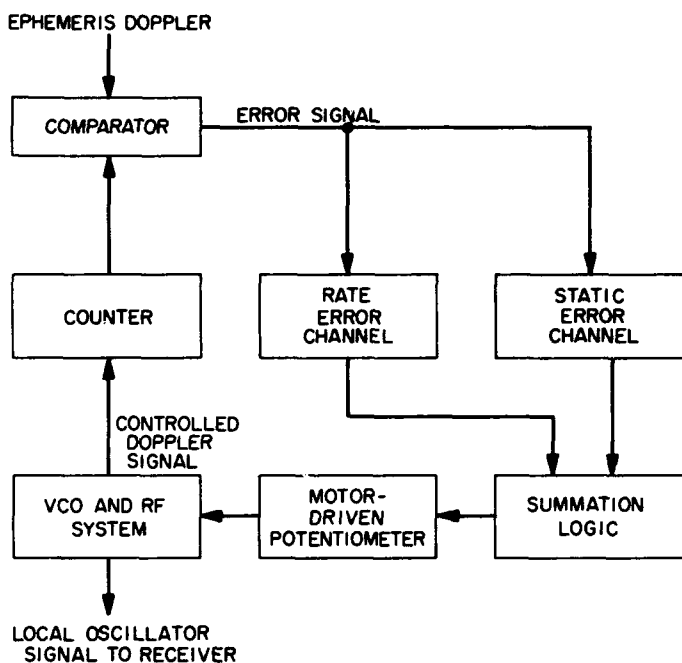 EPHEMERIS DOPPLER
COMPARATOR
ERROR SIGNAL
COUNTER
RATE
ERROR
CHANNEL
STATIC
ERROR
CHANNEL
CONTROLLED
DOPPLER
SIGNAL
VCO AND RF
SYSTEM
MOTOR-
DRIVEN
POTENTIOMETER
SUMMATION
LOGIC
LOCAL OSCILLATOR
SIGNAL TO RECEIVER